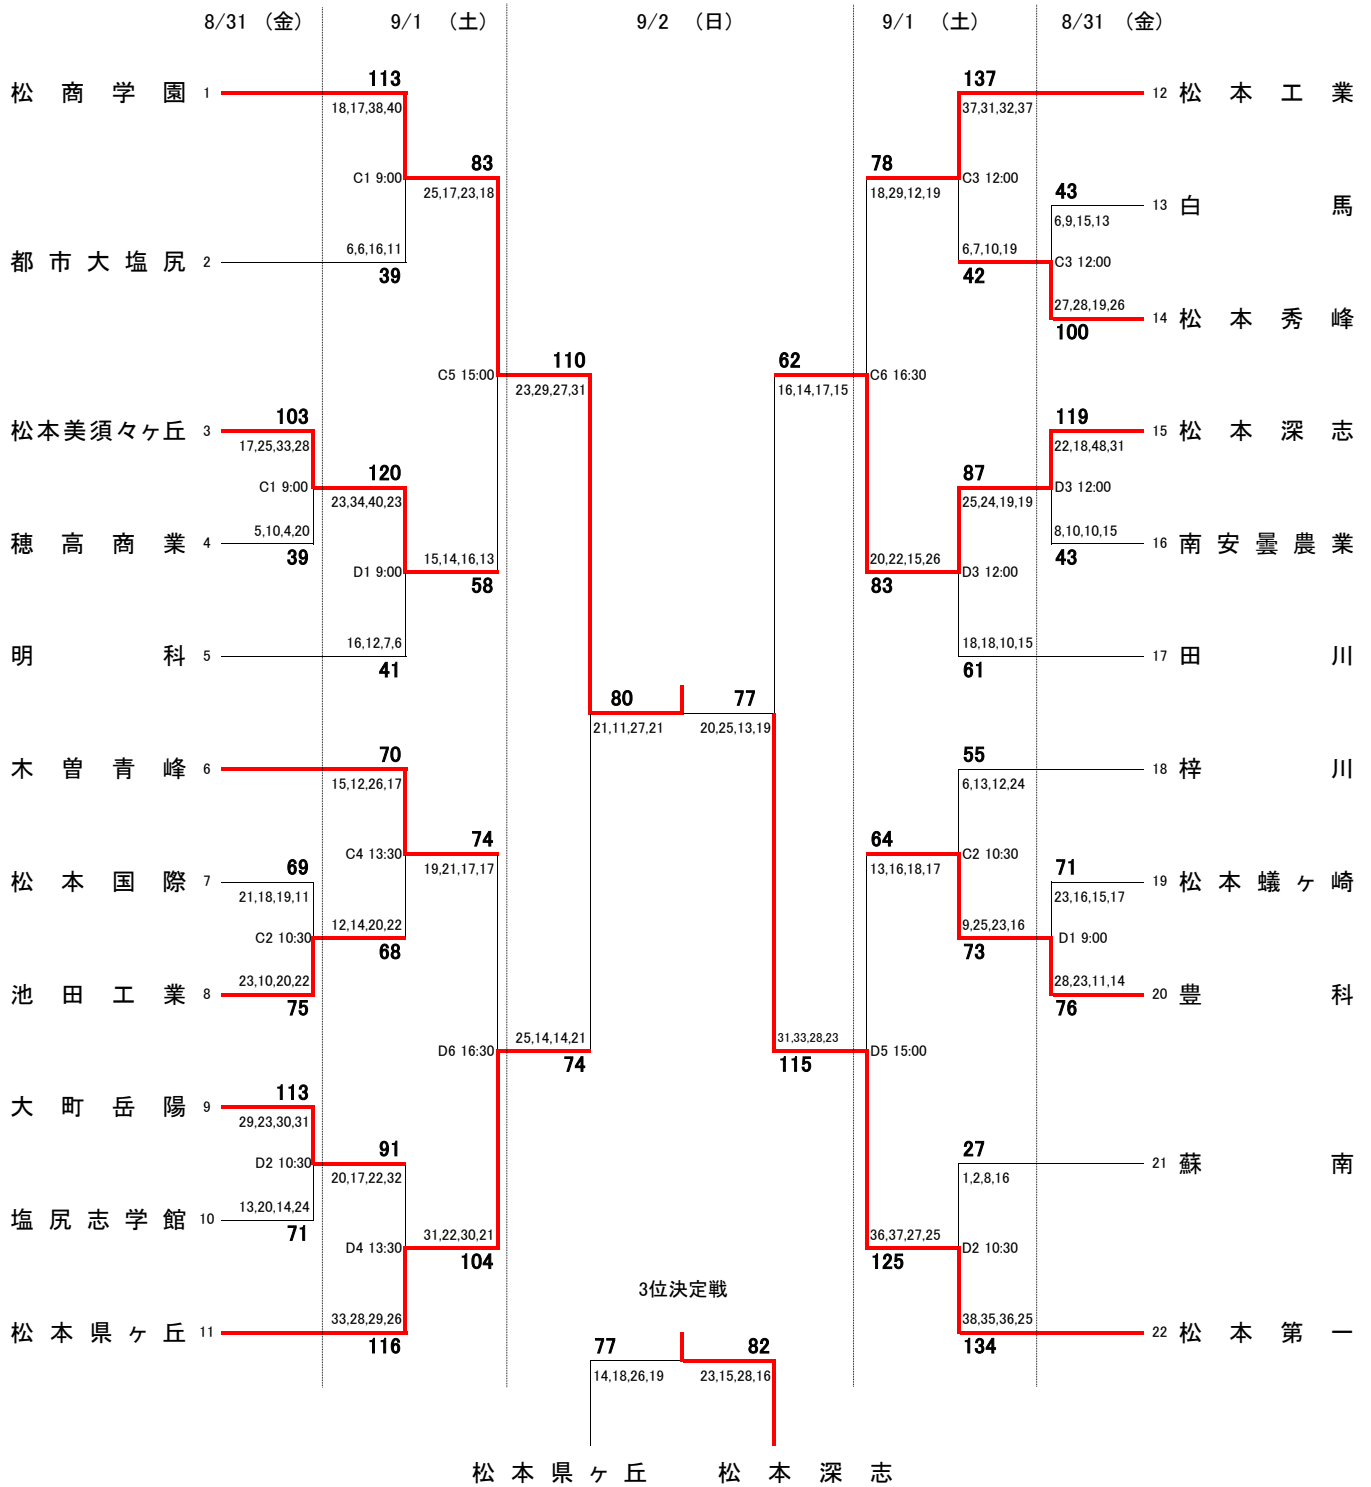 8/31 （金） 9/1 （土） 9/2 （日） 9/1 （土） 8/31 （金）
113 137
松商学園 1 12 松本工業
18,17,38,40 37,31,32,37
83 78
C1 9:00 C3 12:00
25,17,23,18 18,29,12,19
43
13 白馬
6,9,15,13
6,6,16,11 6,7,10,19
都市大塩尻 2 C3 12:00
39 42
27,28,19,26
14 松本秀峰
100
110 62
C5 15:00 C6 16:30
23,29,27,31 16,14,17,15
103 119
松本美須々ヶ丘 3 15 松本深志
17,25,33,28 22,18,48,31
120 87
C1 9:00 D3 12:00
23,34,40,23 25,24,19,19
5,10,4,20 8,10,10,15
穂高商業 4 16 南安曇農業
39 43
15,14,16,13 20,22,15,26
D1 9:00 D3 12:00
58 83
16,12,7,6 18,18,10,15
明科 5 17 田川
41 61
80 77
21,11,27,21 20,25,13,19
70 55
木曽青峰 6 18 梓川
15,12,26,17 6,13,12,24
74 64
C4 13:30 C2 10:30
19,21,17,17 13,16,18,17
69 71
松本国際 7 19 松本蟻ヶ崎
21,18,19,11 23,16,15,17
12,14,20,22 9,25,23,16
C2 10:30 D1 9:00
68 73
23,10,20,22 28,23,11,14
池田工業 8 20 豊科
75 76
25,14,14,21 31,33,28,23
D6 16:30 D5 15:00
74 115
113
大町岳陽 9
29,23,30,31
91 27
D2 10:30 21 蘇南
20,17,22,32 1,2,8,16
13,20,14,24
塩尻志学館 10
71
31,22,30,21 36,37,27,25
D4 13:30 D2 10:30
104 125
3位決定戦
33,28,29,26 38,35,36,25
松本県ヶ丘 11 22 松本第一
116 134
77 82
14,18,26,19 23,15,28,16
松本県ヶ丘 松本深志